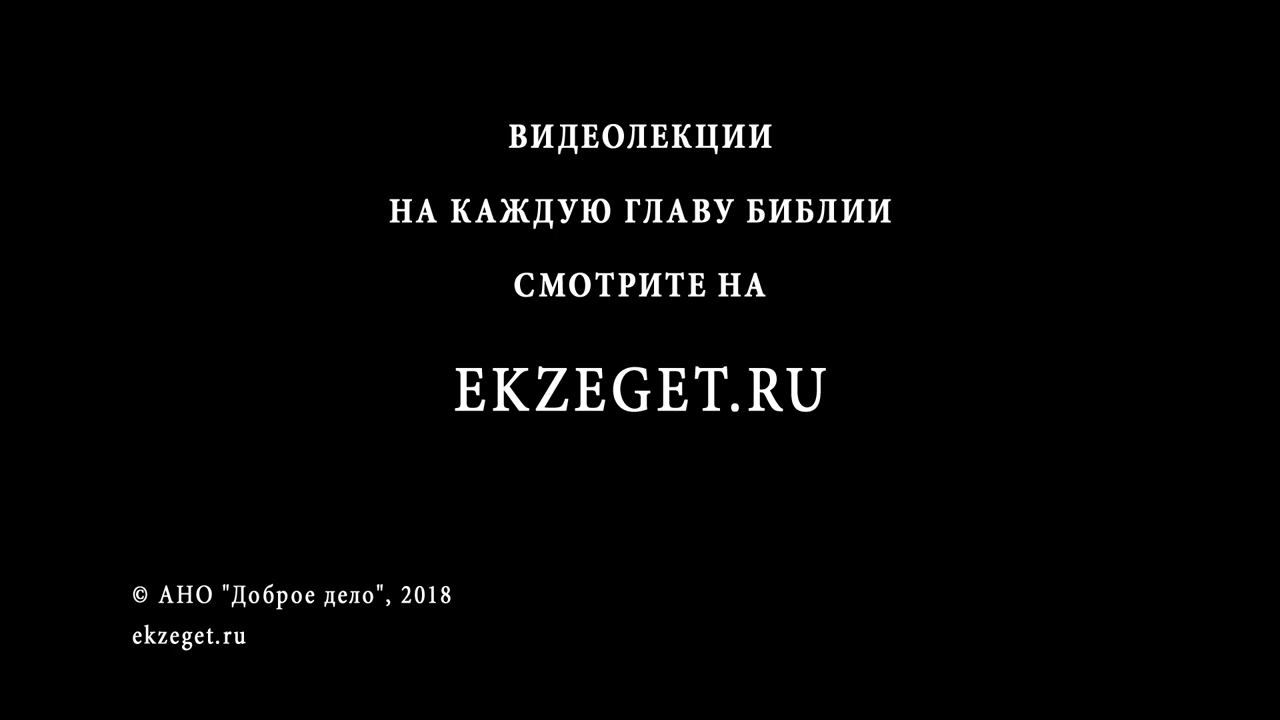 ВИДЕОЛЕКЦИИ
НА КАЖДУЮ ГЛАВУ БИБЛИИ
СМОТРИТЕ НА
EKZEGET.RU
© АНО "Доброе дело", 2018
ekzeget.ru